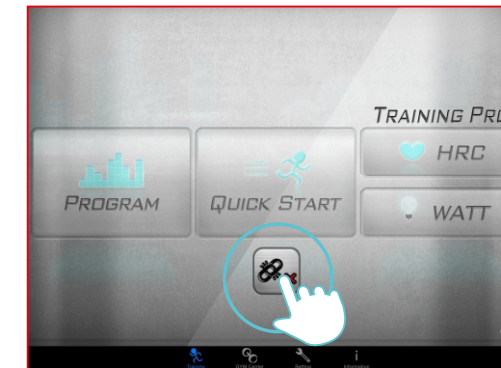 TRAINING PRO
HRC
PROGRAM
QUICK START
WATT
Training
GYM Center
Setting
Information